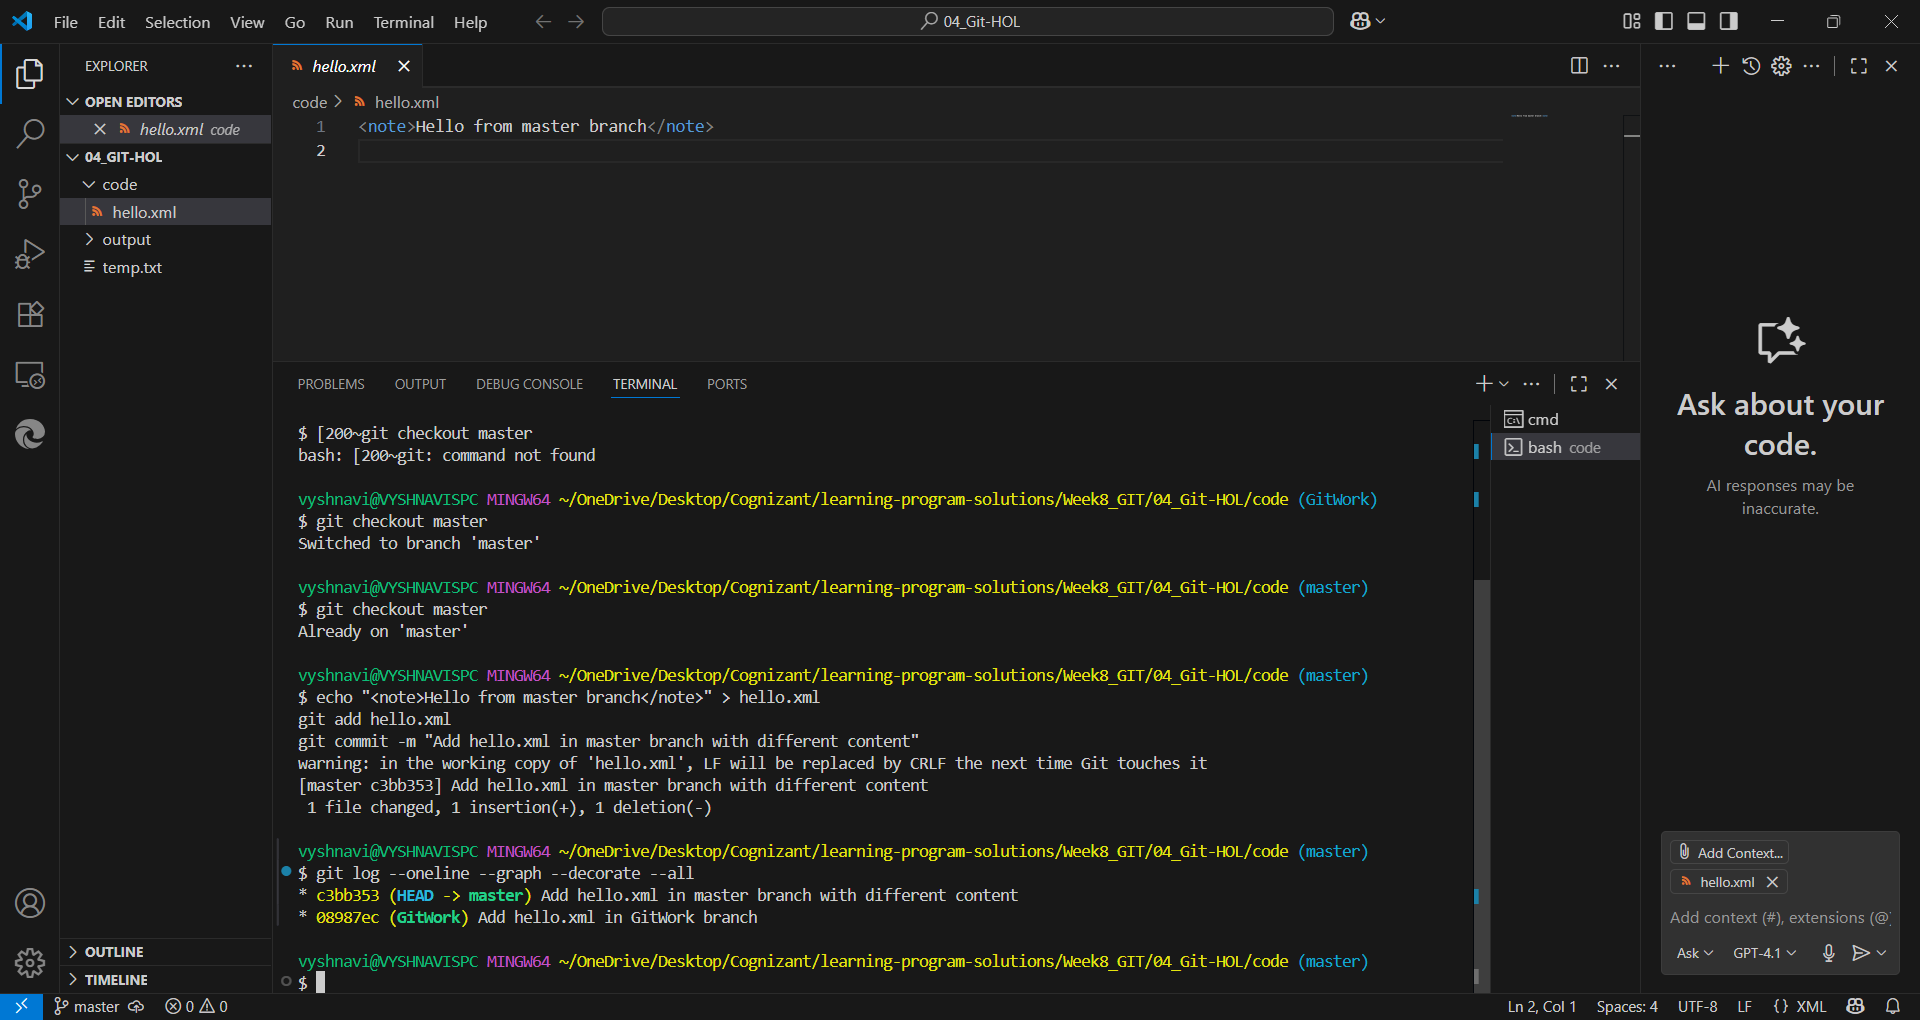 File Edit Selection View Go Run Terminal Help
04_Git-HOL
EXPLORER
OPEN EDITORS
hello.xml code
04_GIT-HOL
code
hello.xml
output
temp.txt
OUTLINE
TIMELINE
hello.xml
code > hello.xml
1 <note>Hello from master branch</note>
2
PROBLEMS OUTPUT DEBUG CONSOLE TERMINAL PORTS
$ [200~git checkout master
bash: [200~git: command not found
vyshnavi@VYSHNAVISPC MINGW64 ~/OneDrive/Desktop/Cognizant/learning-program-solutions/Week8_GIT/04_Git-HOL/code (GitWork)
$ git checkout master
Switched to branch 'master'
vyshnavi@VYSHNAVISPC MINGW64 ~/OneDrive/Desktop/Cognizant/learning-program-solutions/Week8_GIT/04_Git-HOL/code (master)
$ git checkout master
Already on 'master'
vyshnavi@VYSHNAVISPC MINGW64 ~/OneDrive/Desktop/Cognizant/learning-program-solutions/Week8_GIT/04_Git-HOL/code (master)
$ echo "<note>Hello from master branch</note>" > hello.xml
git add hello.xml
git commit -m "Add hello.xml in master branch with different content"
warning: in the working copy of 'hello.xml', LF will be replaced by CRLF the next time Git touches it
[master c3bb353] Add hello.xml in master branch with different content
1 file changed, 1 insertion(+), 1 deletion(-)
vyshnavi@VYSHNAVISPC MINGW64 ~/OneDrive/Desktop/Cognizant/learning-program-solutions/Week8_GIT/04_Git-HOL/code (master)
$ git log --oneline --graph --decorate --all
* c3bb353 (HEAD -> master) Add hello.xml in master branch with different content
* 08987ec (GitWork) Add hello.xml in GitWork branch
vyshnavi@VYSHNAVISPC MINGW64 ~/OneDrive/Desktop/Cognizant/learning-program-solutions/Week8_GIT/04_Git-HOL/code (master)
$
cmd
bash code
Ask about your
code.
AI responses may be
inaccurate.
Add Context...
hello.xml
Add context (#), extensions (@)
Ask GPT-4.1
master 0 0
Ln 2, Col 1 Spaces: 4 UTF-8 LF {} XML